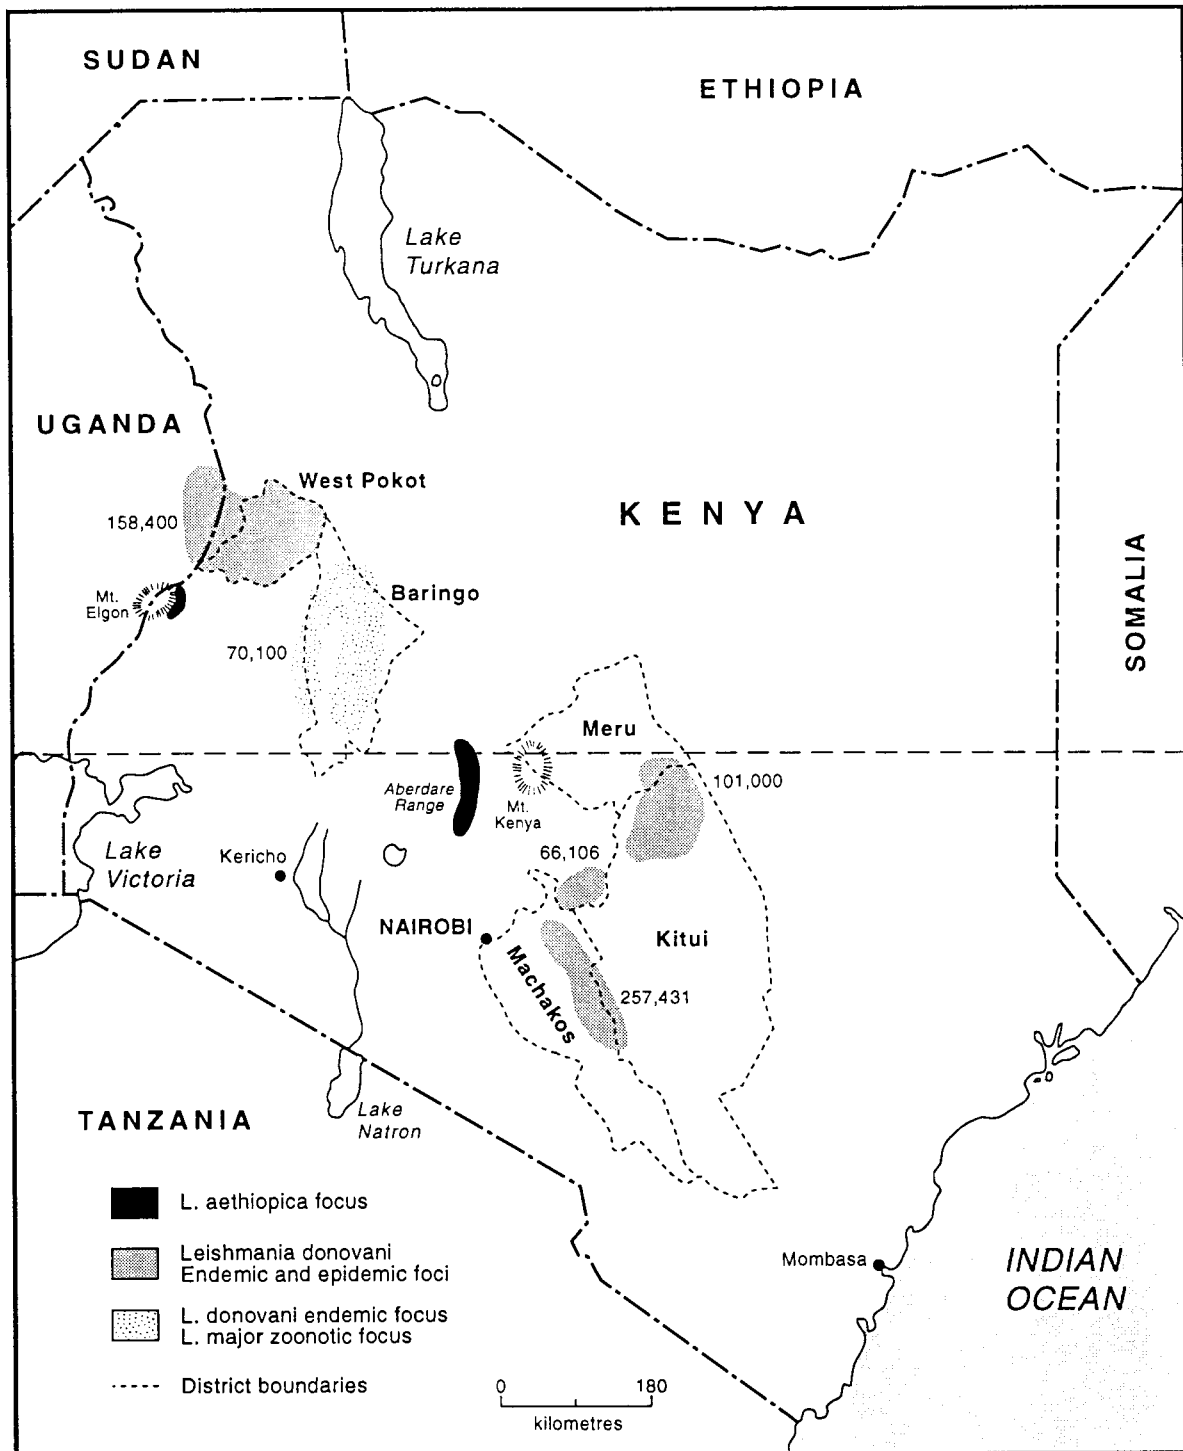 SUDAN
ETHIOPIA
Lake
Turkana
UGANDA
West Pokot
KENYA
158,400
SOMALIA
Mt.
Elgon
Baringo
70,100
Meru
101,000
Aberdare
Range
Mt.
Kenya
66,106
Lake
Victoria
Kericho
NAIROBI
Kitui
Machakos
257,431
TANZANIA
Lake
Natron
L. aethiopica focus
Leishmania donovani
Endemic and epidemic foci
L. donovani endemic focus
L. major zoonotic focus
District boundaries
Mombasa
INDIAN
OCEAN
0 180
kilometres